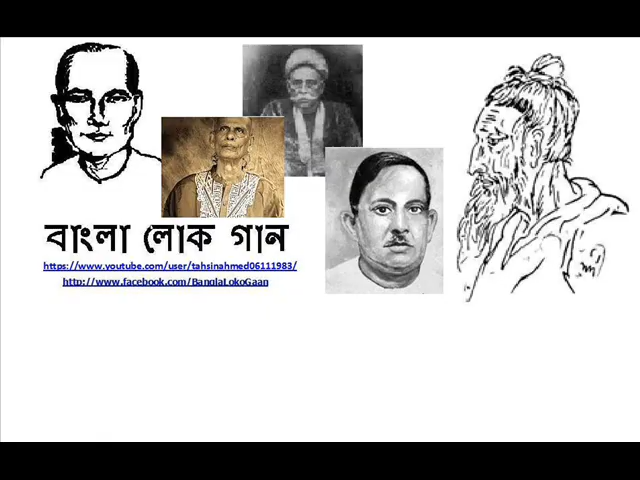 বাংলা লোক গান
https://www.youtube.com/user/tahsinahmed06111983/
http://www.facebook.com/BanglaLokoGaan